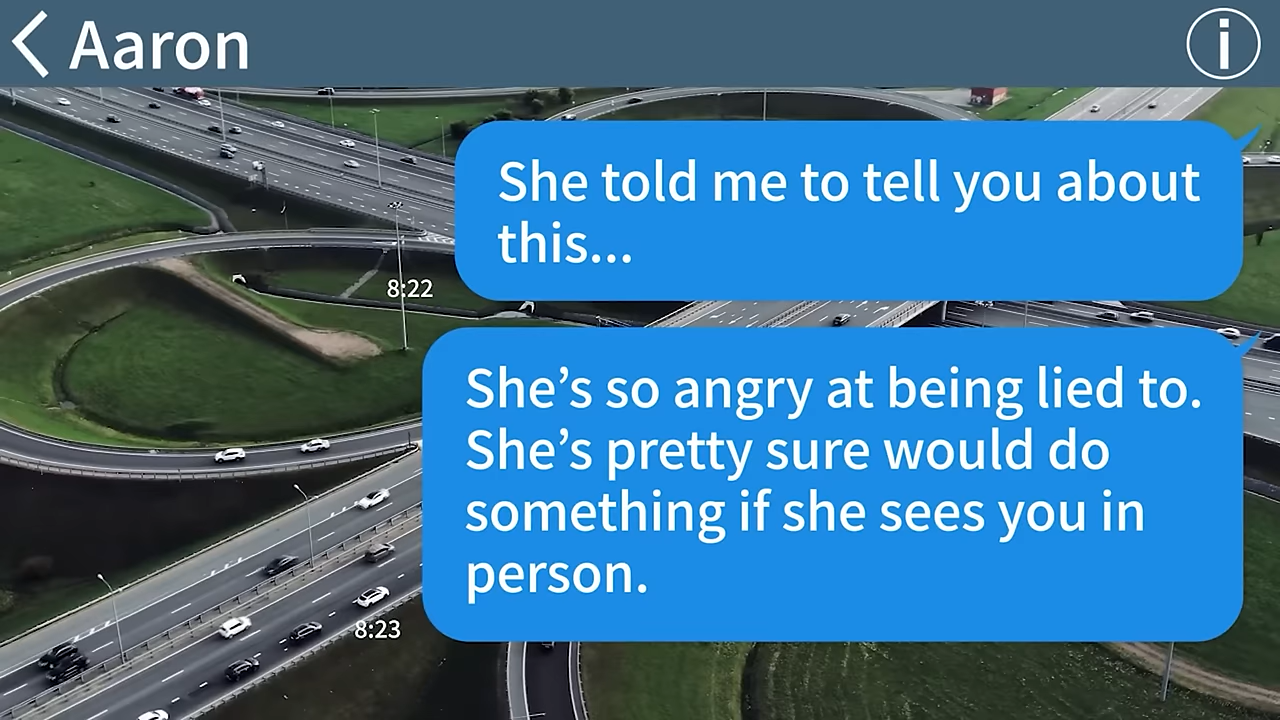 Aaron
She told me to tell you about
this...
8:22
She’s so angry at being lied to.
She’s pretty sure would do
something if she sees you in
person.
8:23